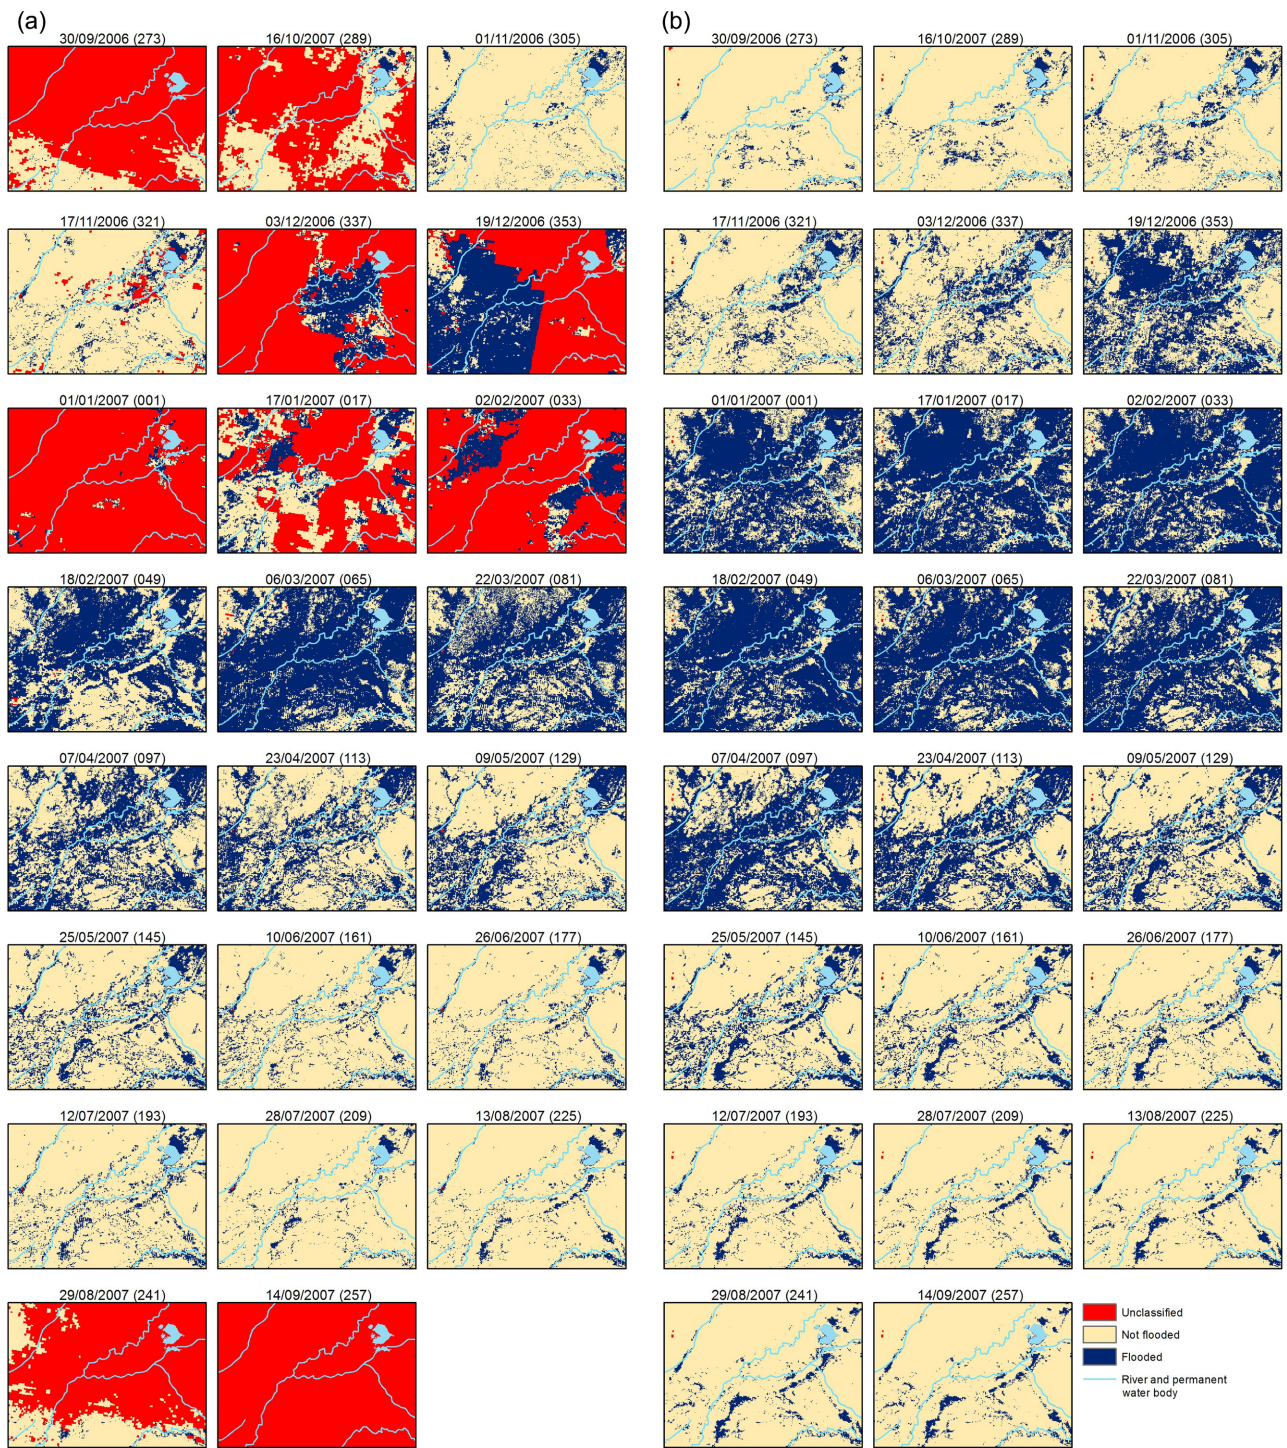 (a) (b)
30/09/2006 (273) 16/10/2007 (289) 01/11/2006 (305) 30/09/2006 (273) 16/10/2007 (289) 01/11/2006 (305)
17/11/2006 (321) 03/12/2006 (337) 19/12/2006 (353) 17/11/2006 (321) 03/12/2006 (337) 19/12/2006 (353)
01/01/2007 (001) 17/01/2007 (017) 02/02/2007 (033) 01/01/2007 (001) 17/01/2007 (017) 02/02/2007 (033)
18/02/2007 (049) 06/03/2007 (065) 22/03/2007 (081) 18/02/2007 (049) 06/03/2007 (065) 22/03/2007 (081)
07/04/2007 (097) 23/04/2007 (113) 09/05/2007 (129) 07/04/2007 (097) 23/04/2007 (113) 09/05/2007 (129)
25/05/2007 (145) 10/06/2007 (161) 26/06/2007 (177) 25/05/2007 (145) 10/06/2007 (161) 26/06/2007 (177)
12/07/2007 (193) 28/07/2007 (209) 13/08/2007 (225) 12/07/2007 (193) 28/07/2007 (209) 13/08/2007 (225)
29/08/2007 (241) 14/09/2007 (257) 29/08/2007 (241) 14/09/2007 (257)
Unclassified
Not flooded
Flooded
River and permanent
water body